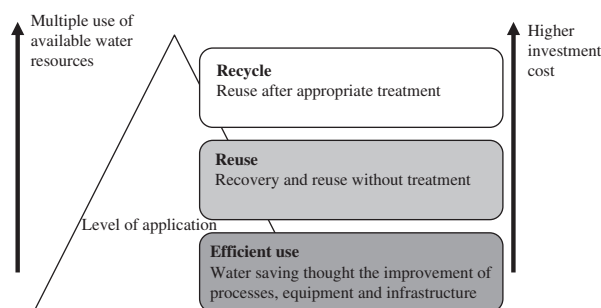 Multiple use of
available water
resources
Higher
investment
cost
Recycle
Reuse after appropriate treatment
Reuse
Recovery and reuse without treatment
Level of application
Efficient use
Water saving thought the improvement of
processes, equipment and infrastructure